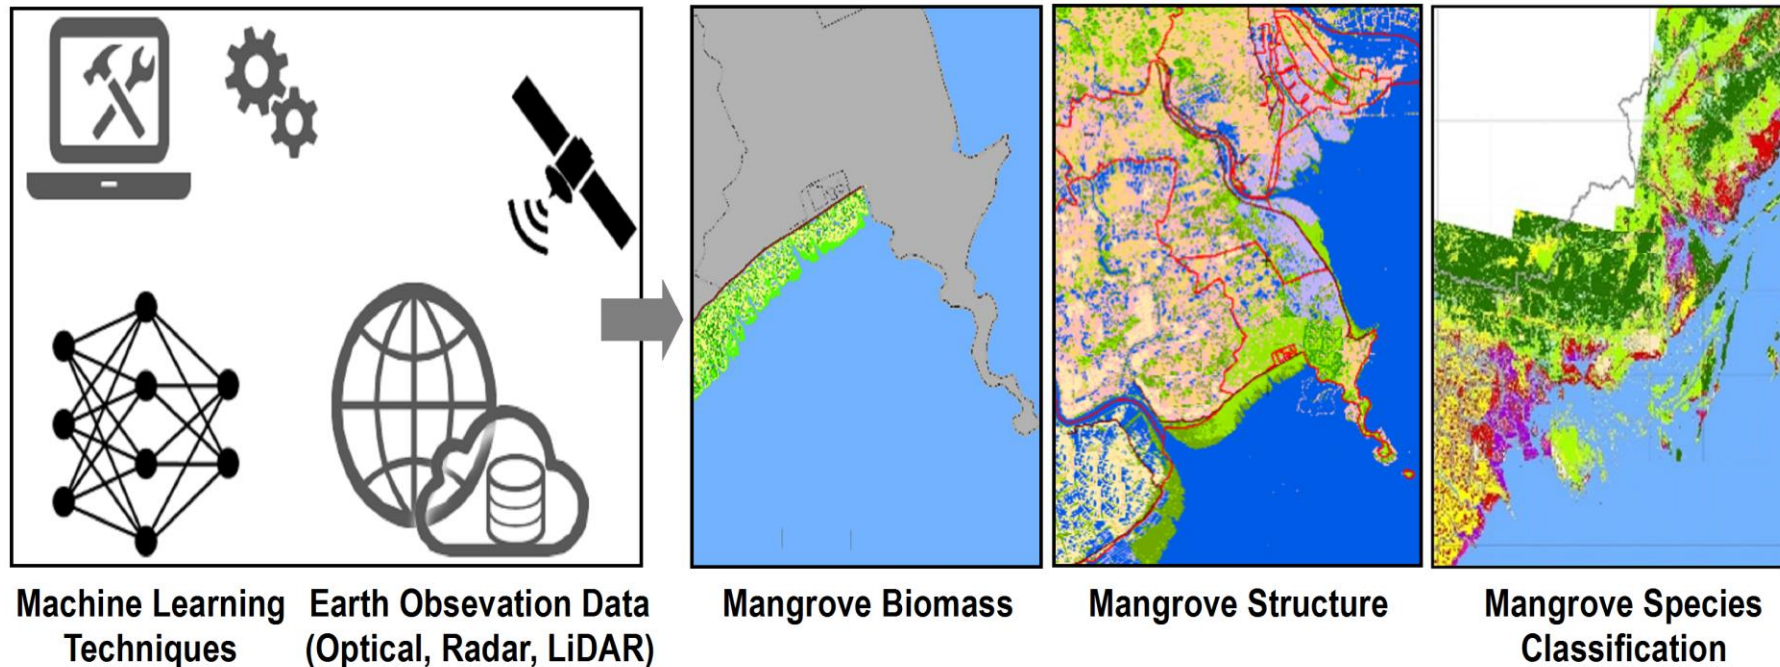 Machine Learning
Techniques
Earth Obsevation Data
(Optical, Radar, LiDAR)
Mangrove Biomass
Mangrove Structure
Mangrove Species
Classification